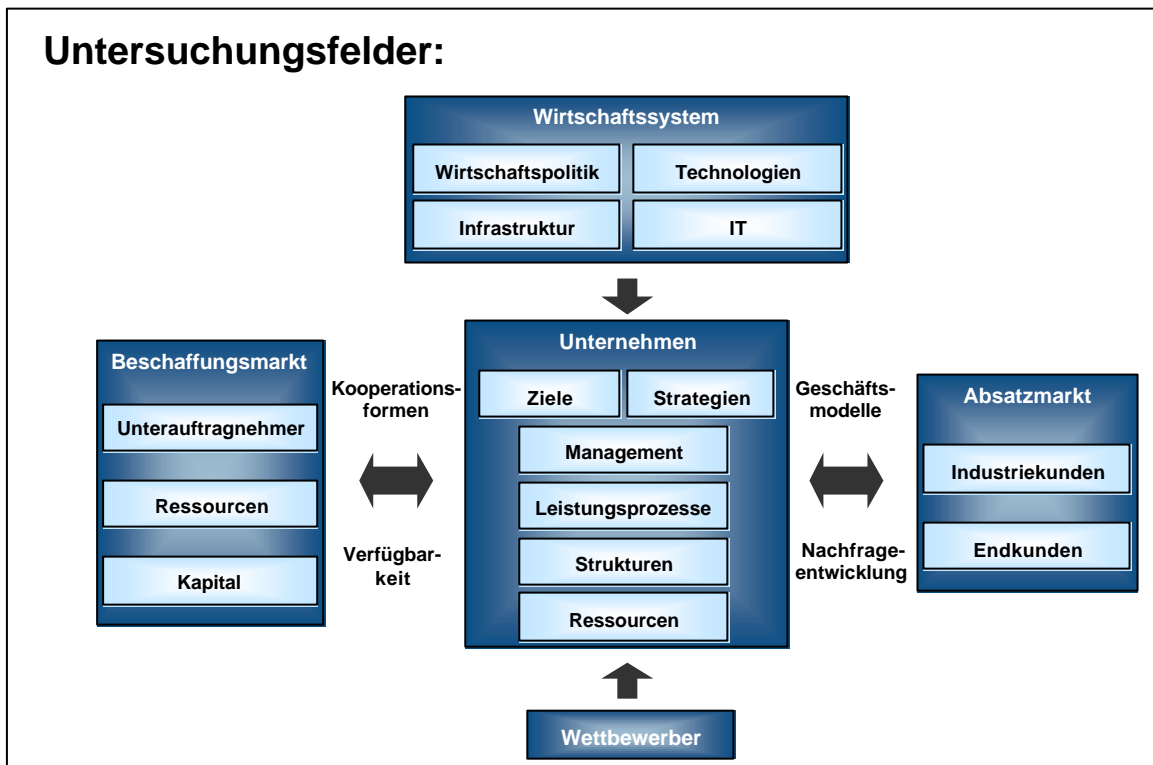 Untersuchungsfelder:
Wirtschaftssystem
Wirtschaftspolitik
Technologien
Infrastruktur
IT
Beschaffungsmarkt
Unterauftragnehmer
Ressourcen
Kapital
Kooperations-
formen
Verfügbar-
keit
Unternehmen
Ziele
Strategien
Management
Leistungsprozesse
Strukturen
Ressourcen
Geschäfts-
modelle
Nachfrage-
entwicklung
Absatzmarkt
Industriekunden
Endkunden
Wettbewerber